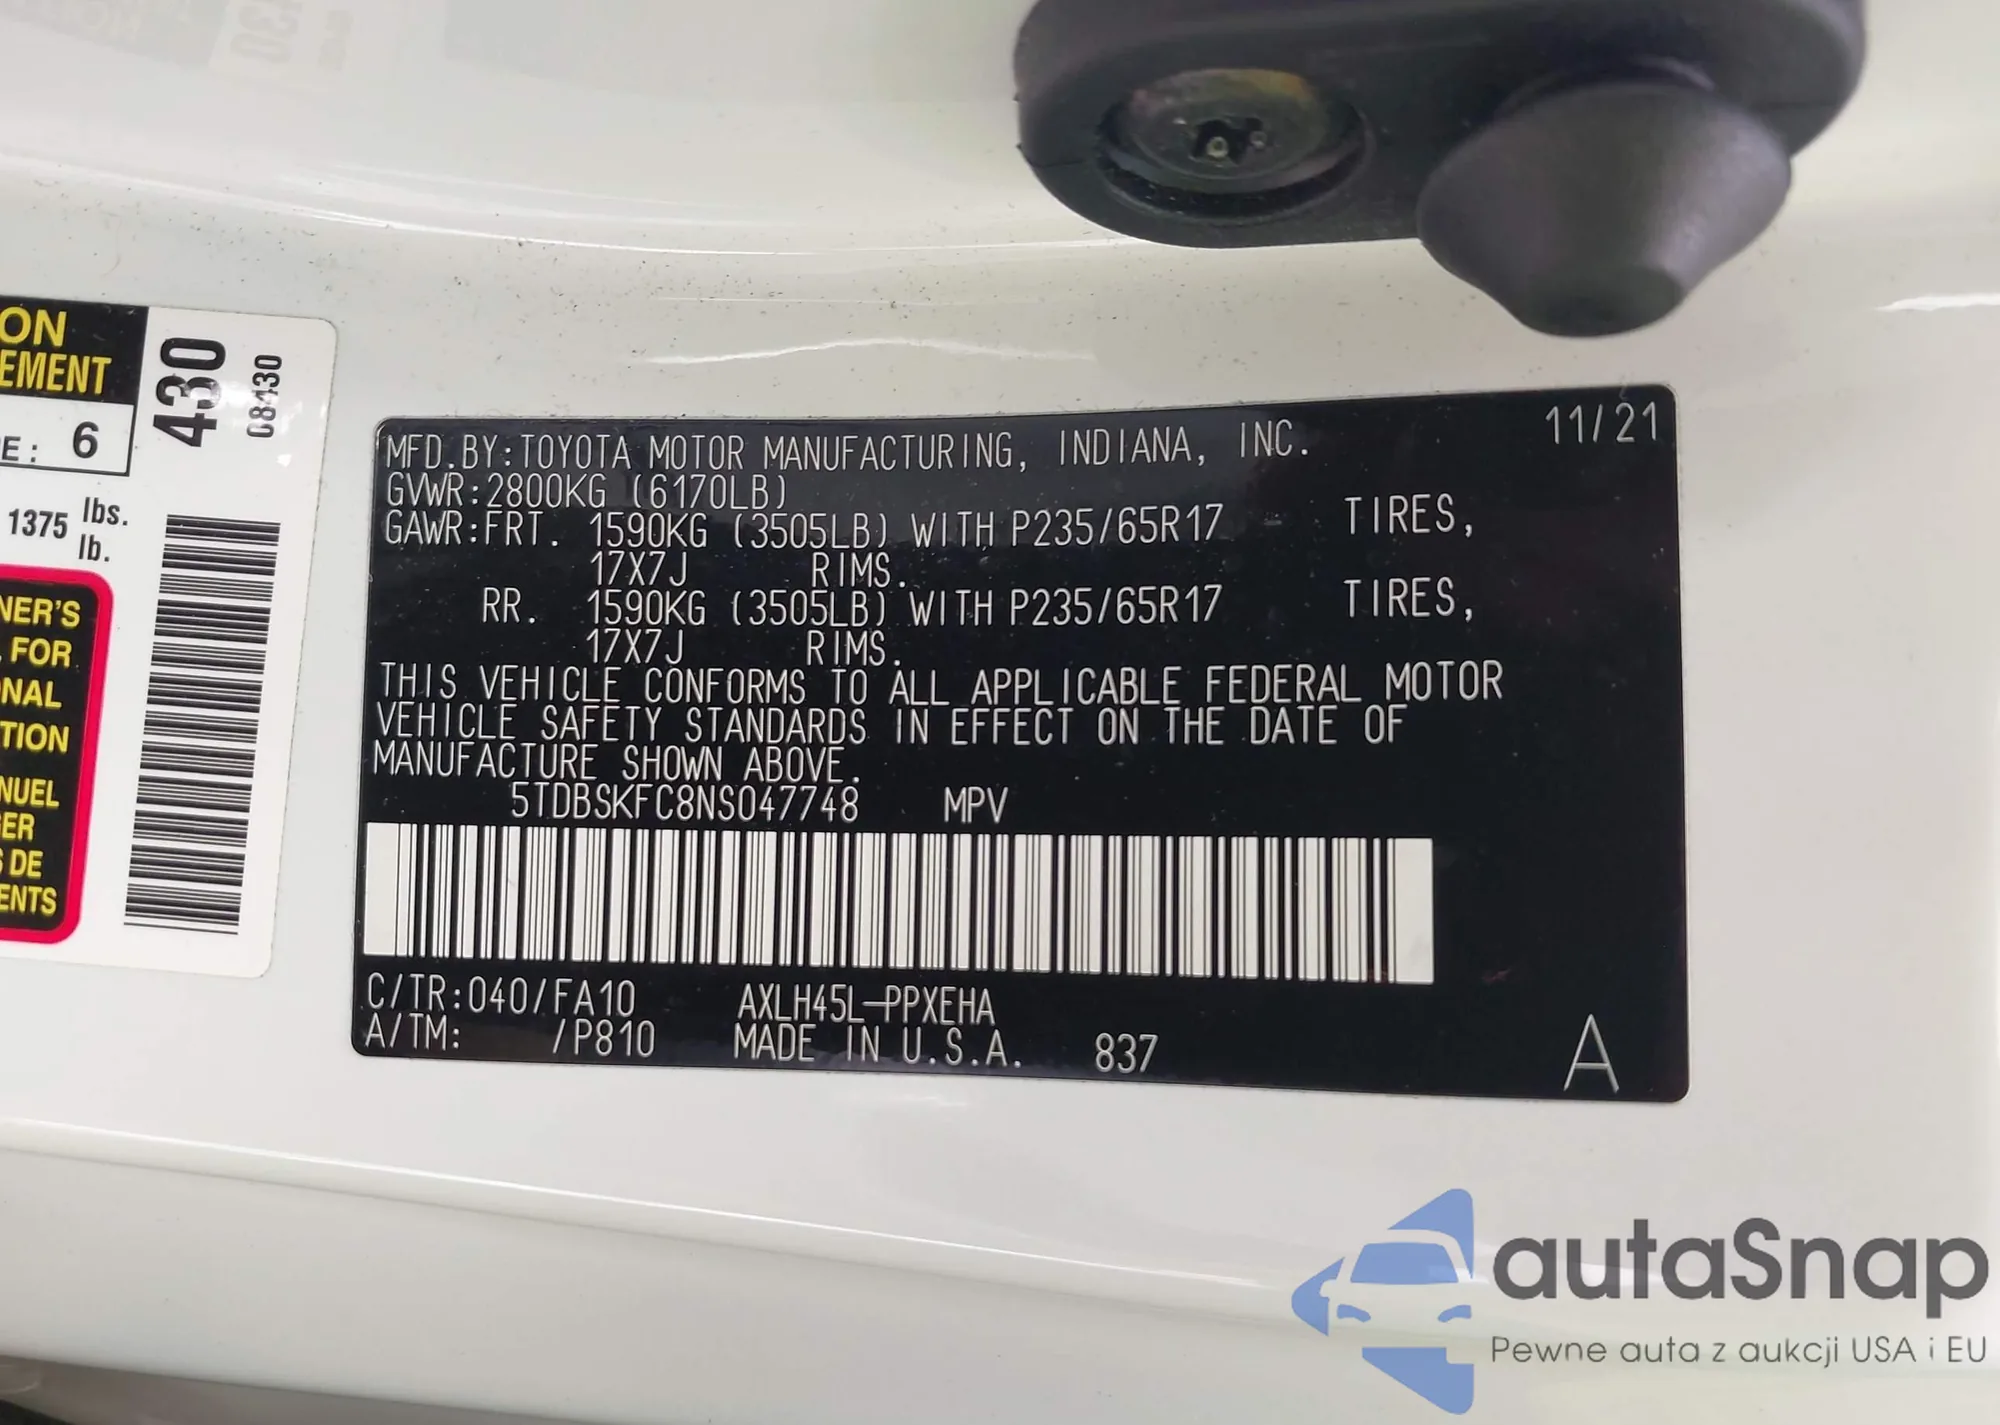 ON
EMENT
E: 6
1375 lbs.
lb.
NER'S
FOR
ONAL
TION
NUEL
GER
S DE
ENTS
430
08430
MFD.BY:TOYOTA MOTOR MANUFACTURING, INDIANA, INC. 11/21
GVWR:2800KG (6170LB)
GAWR:FRT. 1590KG (3505LB) WITH P235/65R17 TIRES,
17X7J RIMS.
RR. 1590KG (3505LB) WITH P235/65R17 TIRES,
17X7J RIMS.
THIS VEHICLE CONFORMS TO ALL APPLICABLE FEDERAL MOTOR
VEHICLE SAFETY STANDARDS IN EFFECT ON THE DATE OF
MANUFACTURE SHOWN ABOVE.
5TDBSKFC8NS047748 MPV
C/TR:040/FA10 AXLH45L-PPXEHA
A/TM: /P810 MADE IN U.S.A. 837 A
autaSnap
Pewne auta z aukcji USA i EU